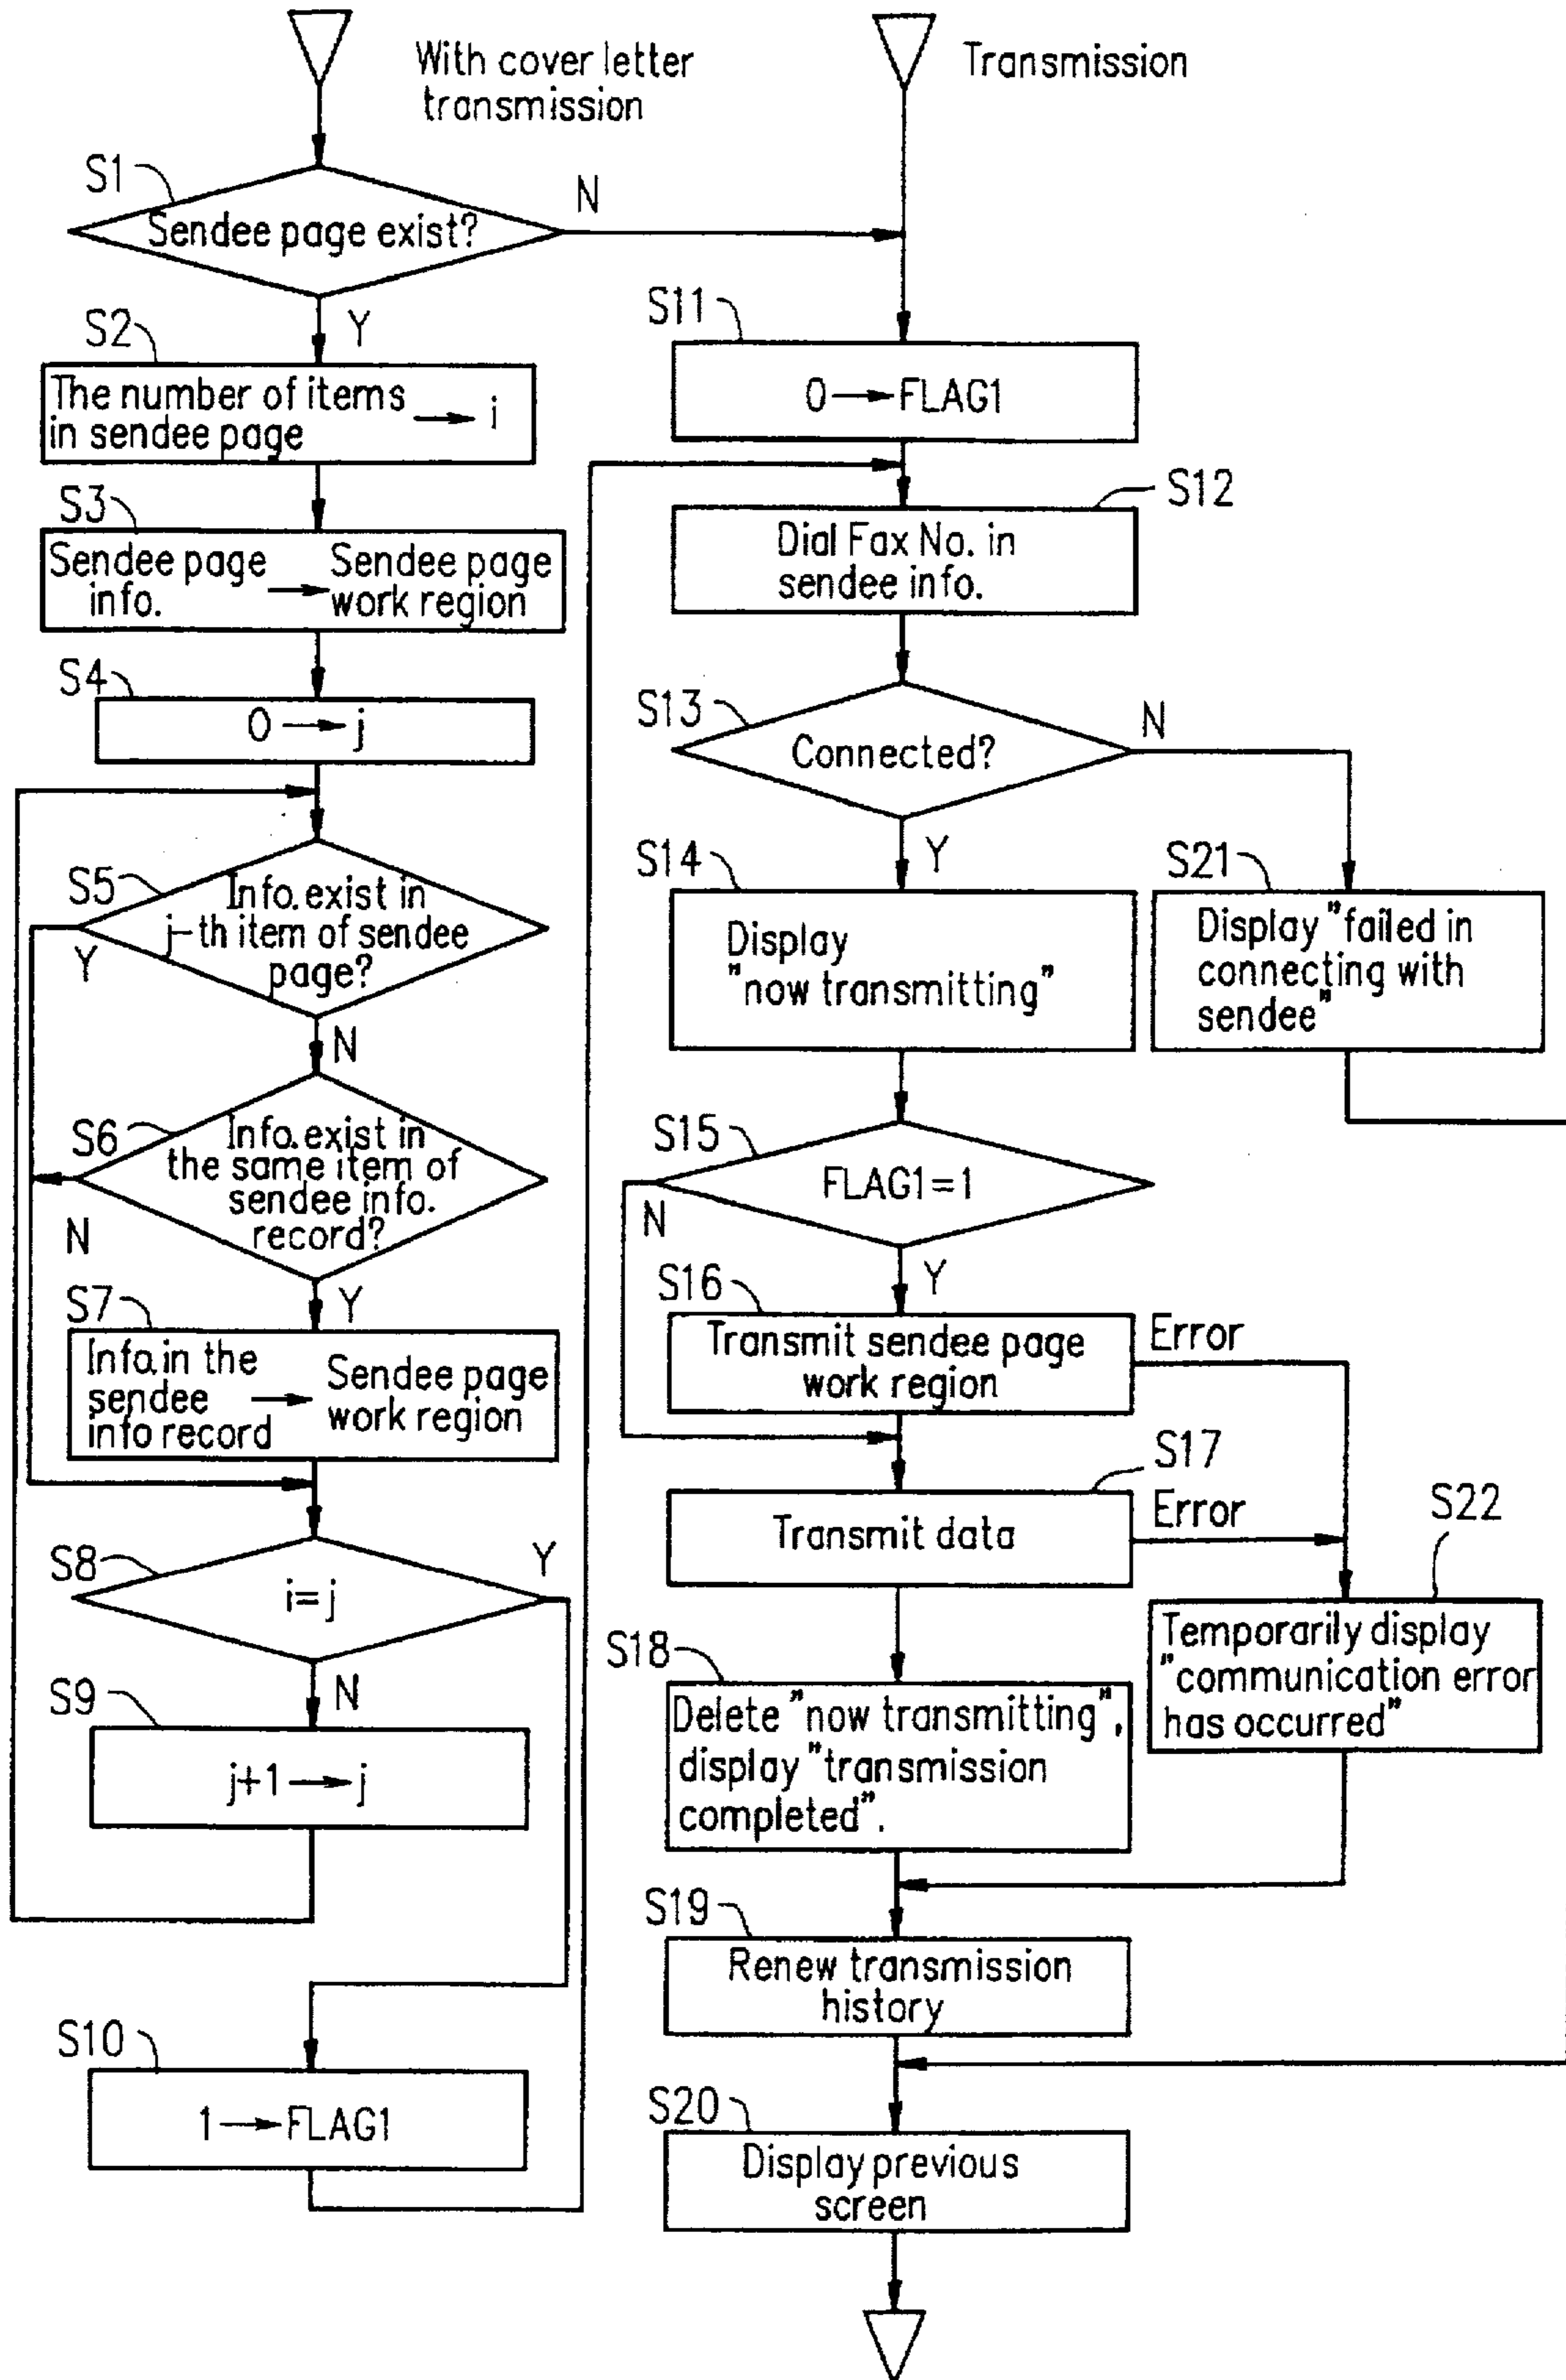 With cover letter
transmission
S1
Sendee page exist?
N
Y
S2
The number of items
in sendee page
i
S3
Sendee page
info.
Sendee page
work region
S4
0
j
S5
Info. exist in
j-th item of sendee
page?
Y
N
S6
Info. exist in
the same item of
sendee info.
record?
N
Y
S7
Info. in the
sendee
info record
Sendee page
work region
S8
i=j
Y
N
S9
j+1
j
S10
1
FLAG1
Transmission
S11
0
FLAG1
S12
Dial Fax No. in
sendee info.
S13
Connected?
N
Y
S14
Display
"now transmitting"
S21
Display "failed in
connecting with
sendee"
S15
FLAG1=1
N
Y
S16
Transmit sendee page
work region
Error
S17
Transmit data
Error
S22
Temporarily display
"communication error
has occurred"
S18
Delete "now transmitting",
display "transmission
completed".
S19
Renew transmission
history
S20
Display previous
screen